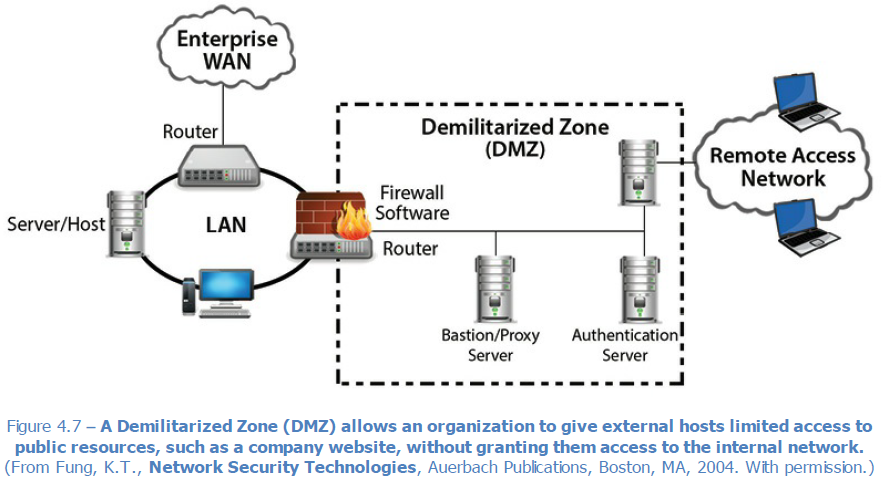 Enterprise
WAN
Router
Demilitarized Zone
(DMZ)
Remote Access
Network
Server/Host
LAN
Firewall
Software
Router
Bastion/Proxy
Server
Authentication
Server
Figure 4.7 – A Demilitarized Zone (DMZ) allows an organization to give external hosts limited access to
public resources, such as a company website, without granting them access to the internal network.
(From Fung, K.T., Network Security Technologies, Auerbach Publications, Boston, MA, 2004. With permission.)